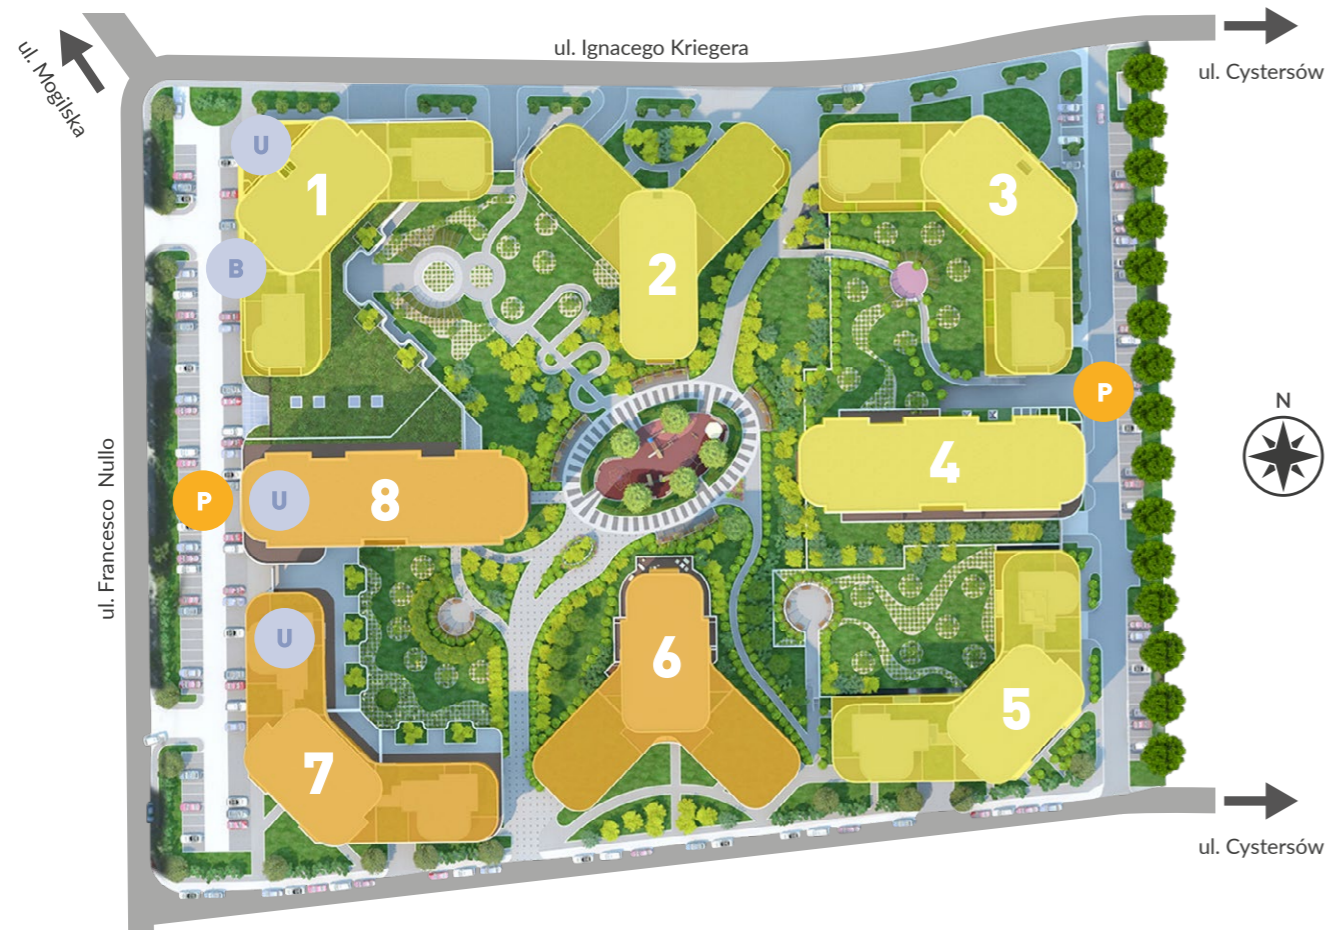 ul. Ignacego Kriegera
ul. Mogilska
ul. Cystersów
U
1
2
3
B
N
P
4
P
U
8
ul. Francesco Nullo
U
6
5
7
ul. Cystersów